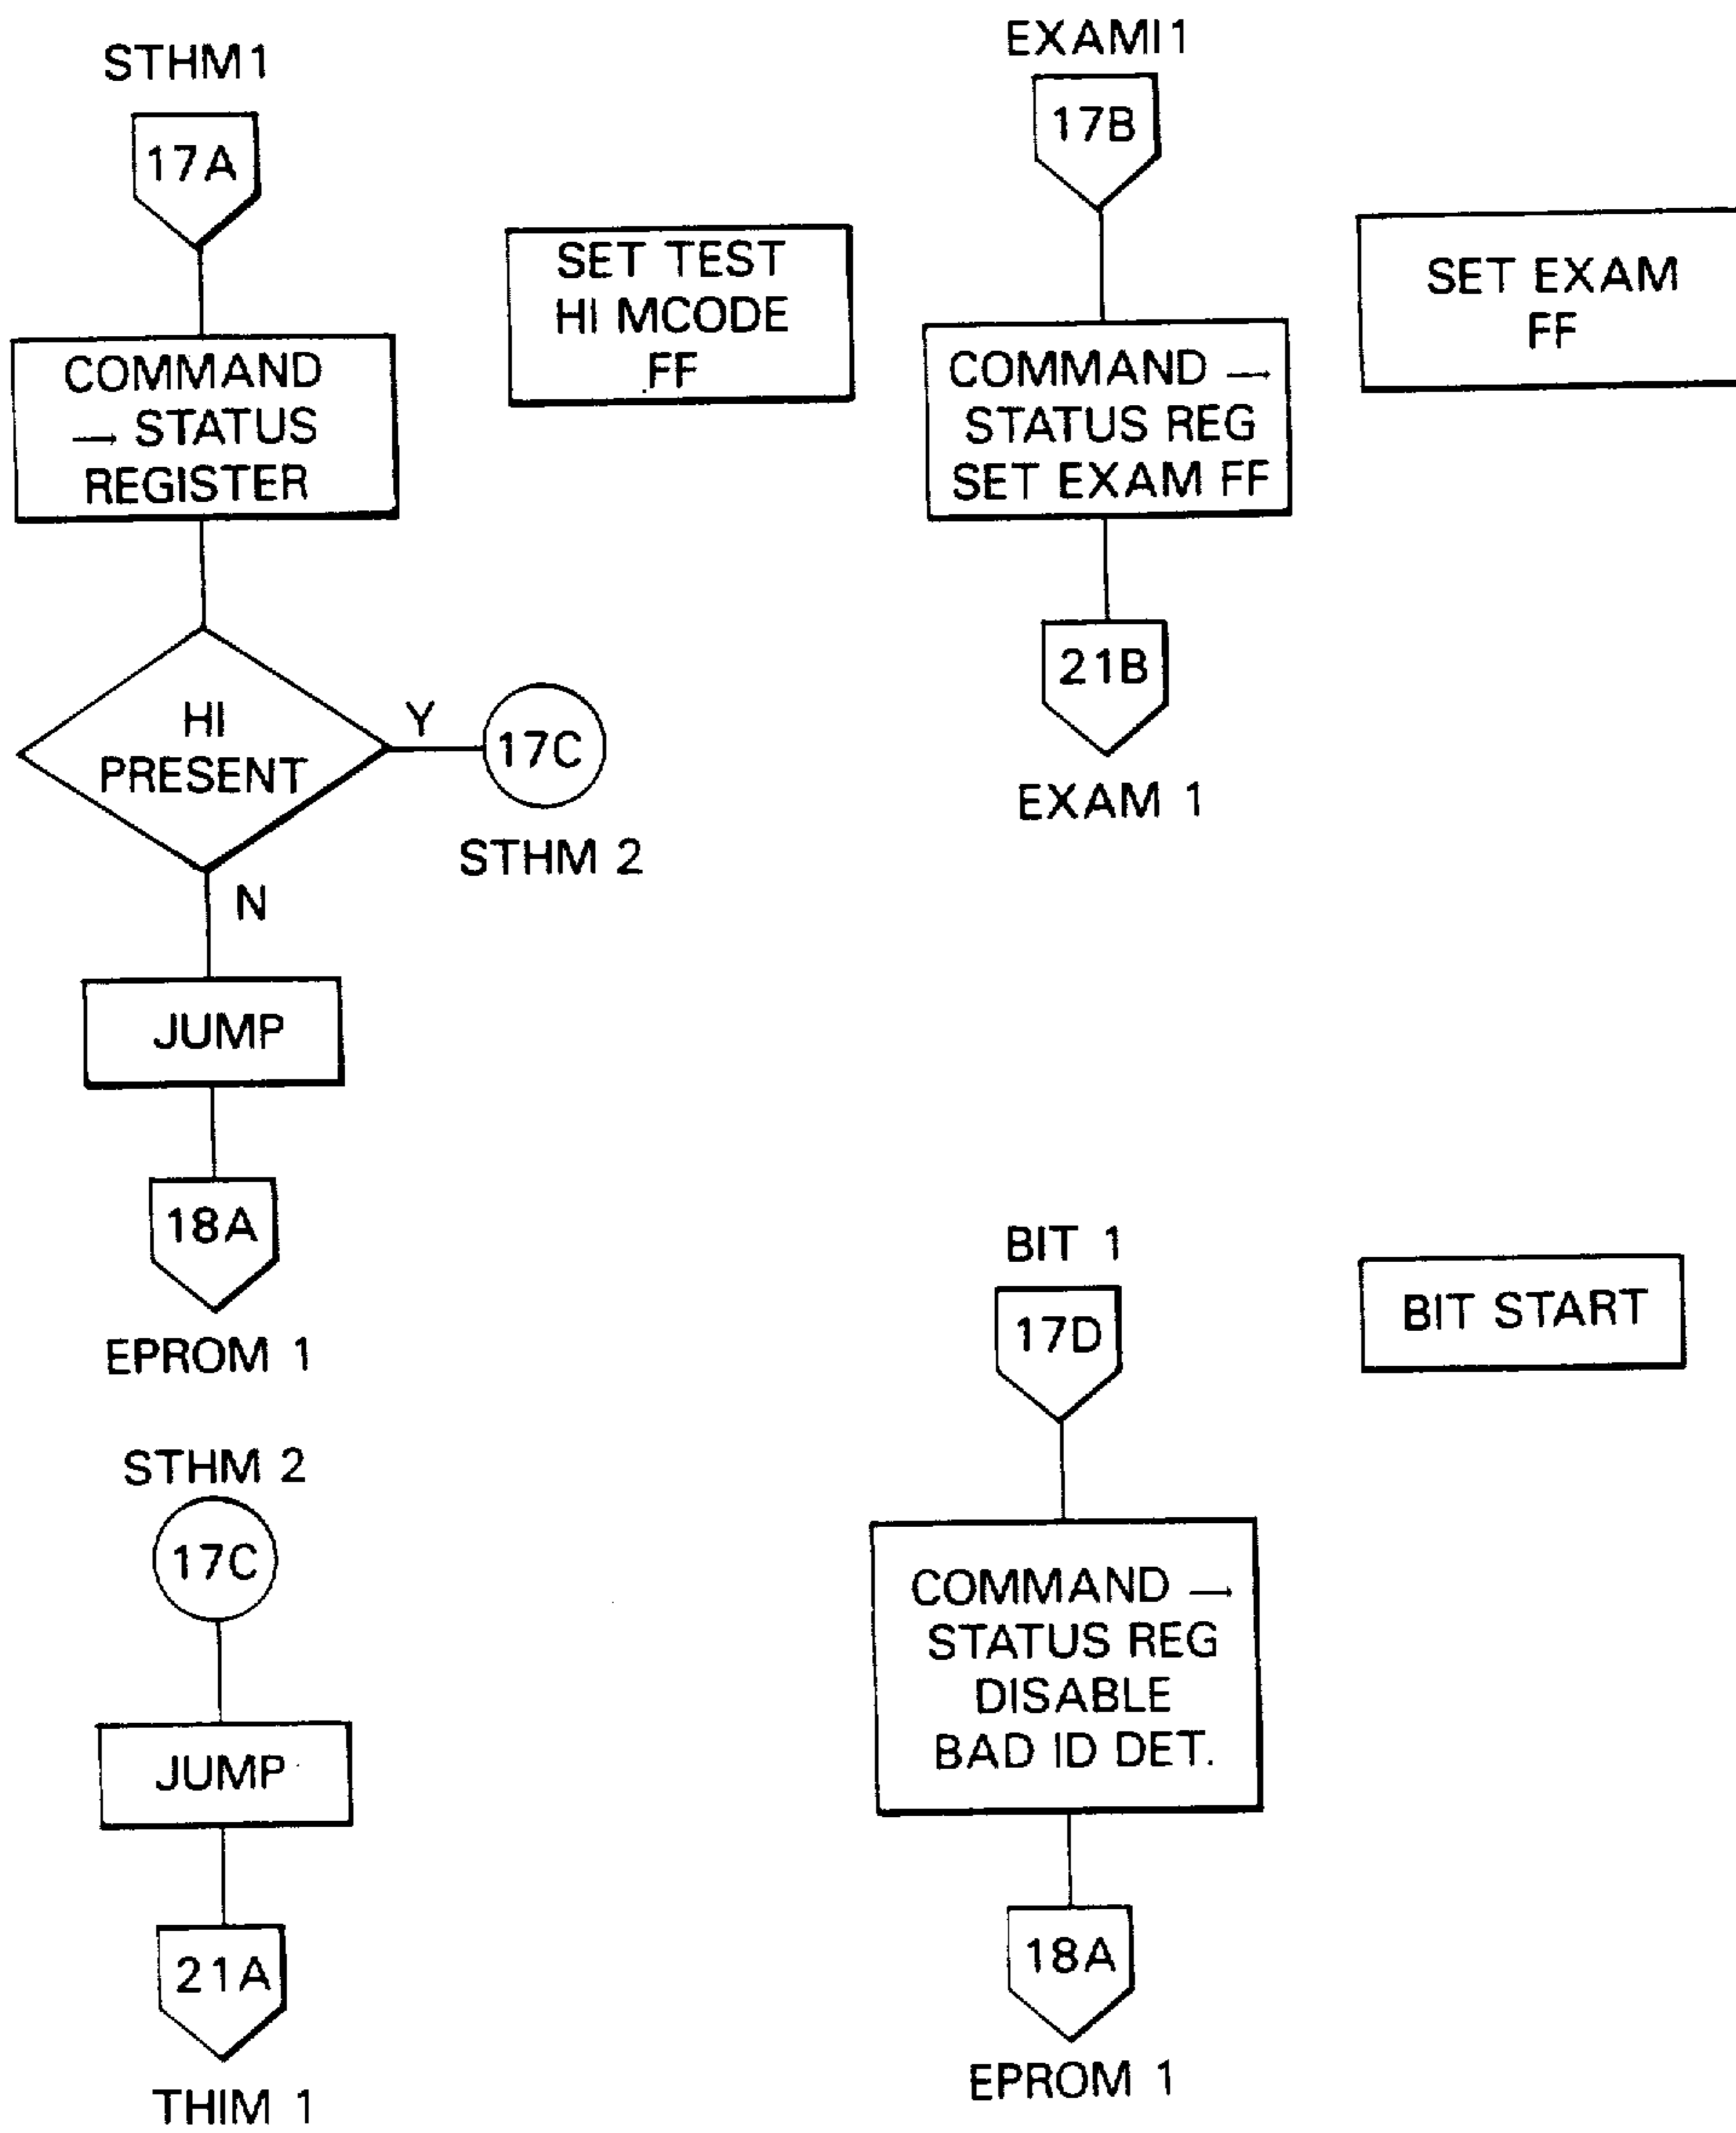 STHM1
17A
COMMAND
→ STATUS
REGISTER
SET TEST
HI MCODE
FF
HI
PRESENT
Y
17C
STHM 2
N
JUMP
18A
EPROM 1
STHM 2
17C
JUMP
21A
THIM 1
EXAMI1
17B
COMMAND →
STATUS REG
SET EXAM FF
21B
EXAM 1
SET EXAM
FF
BIT 1
17D
COMMAND →
STATUS REG
DISABLE
BAD ID DET.
18A
EPROM 1
BIT START